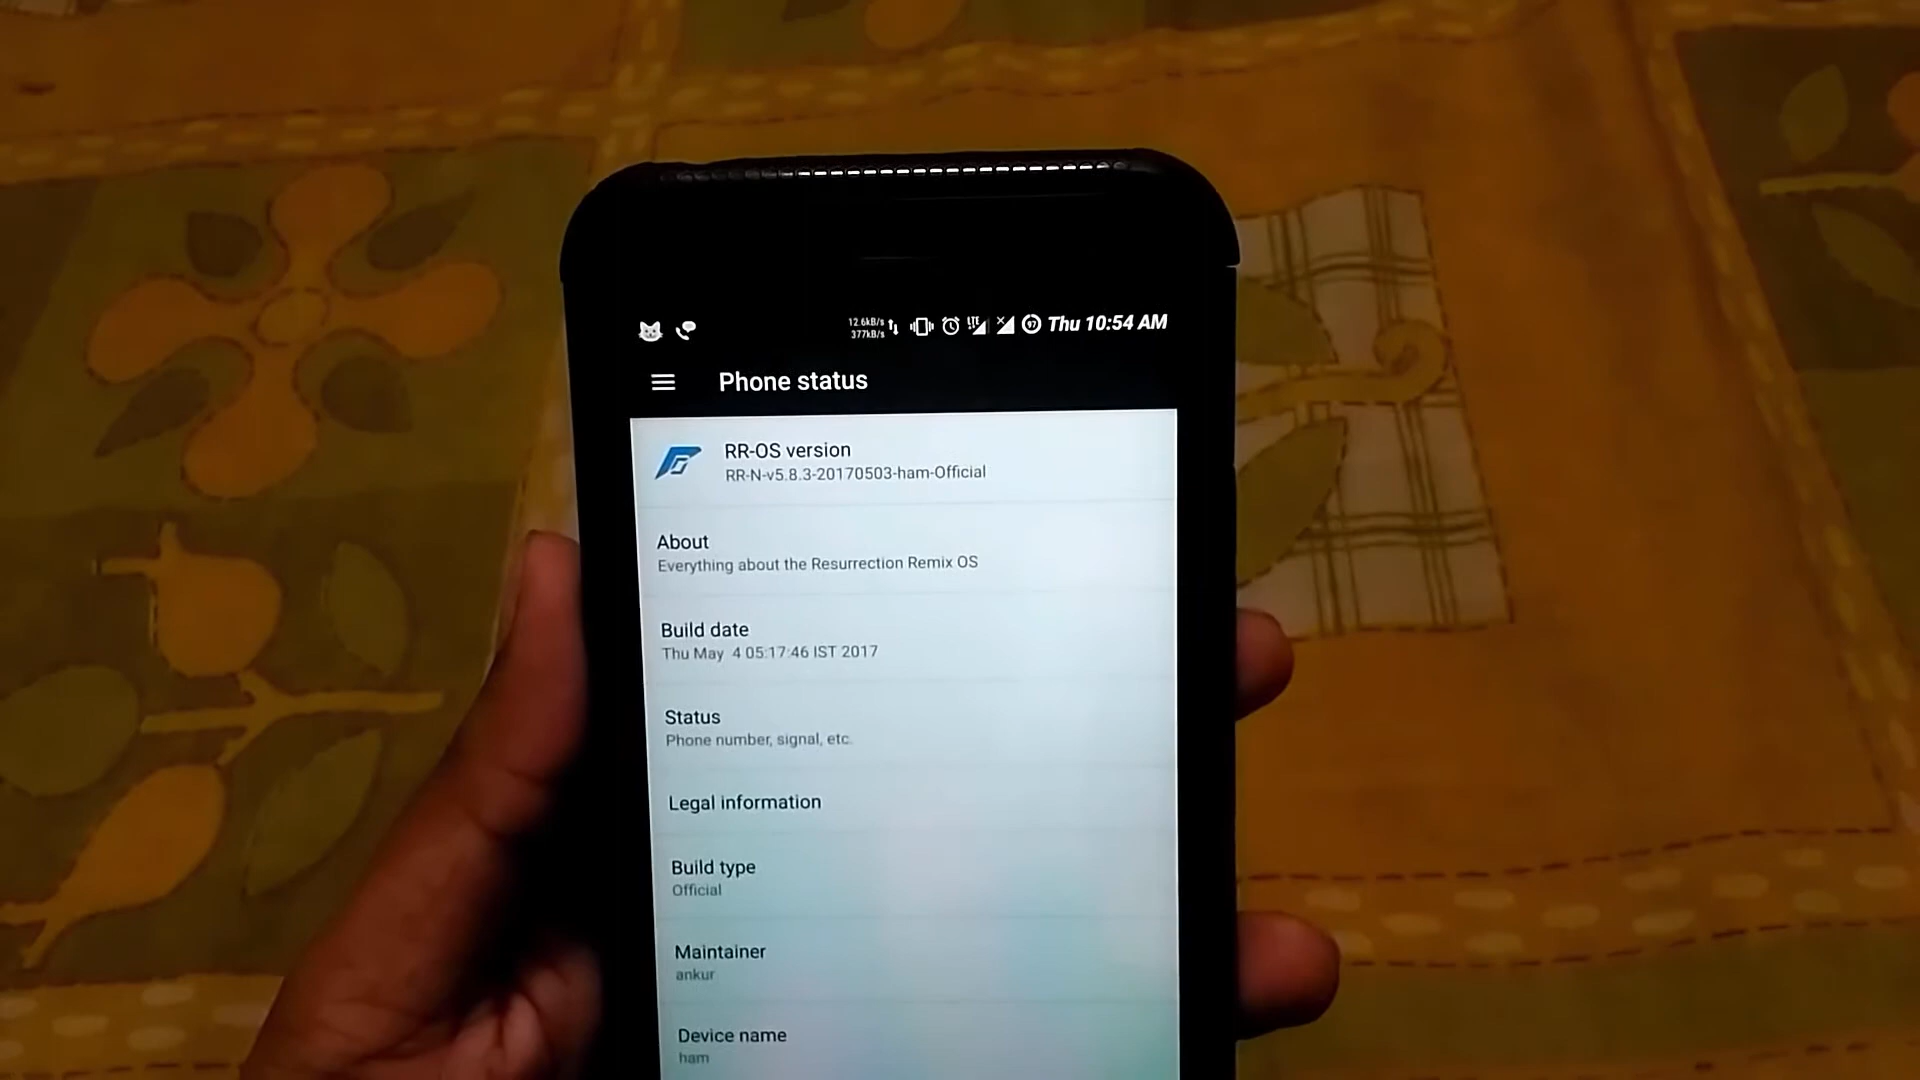 12.6kB/s
377kB/s
LTE
97
Thu 10:54 AM
Phone status
RR-OS version
RR-N-v5.8.3-20170503-ham-Official
About
Everything about the Resurrection Remix OS
Build date
Thu May  4 05:17:46 IST 2017
Status
Phone number, signal, etc.
Legal information
Build type
Official
Maintainer
ankur
Device name
ham